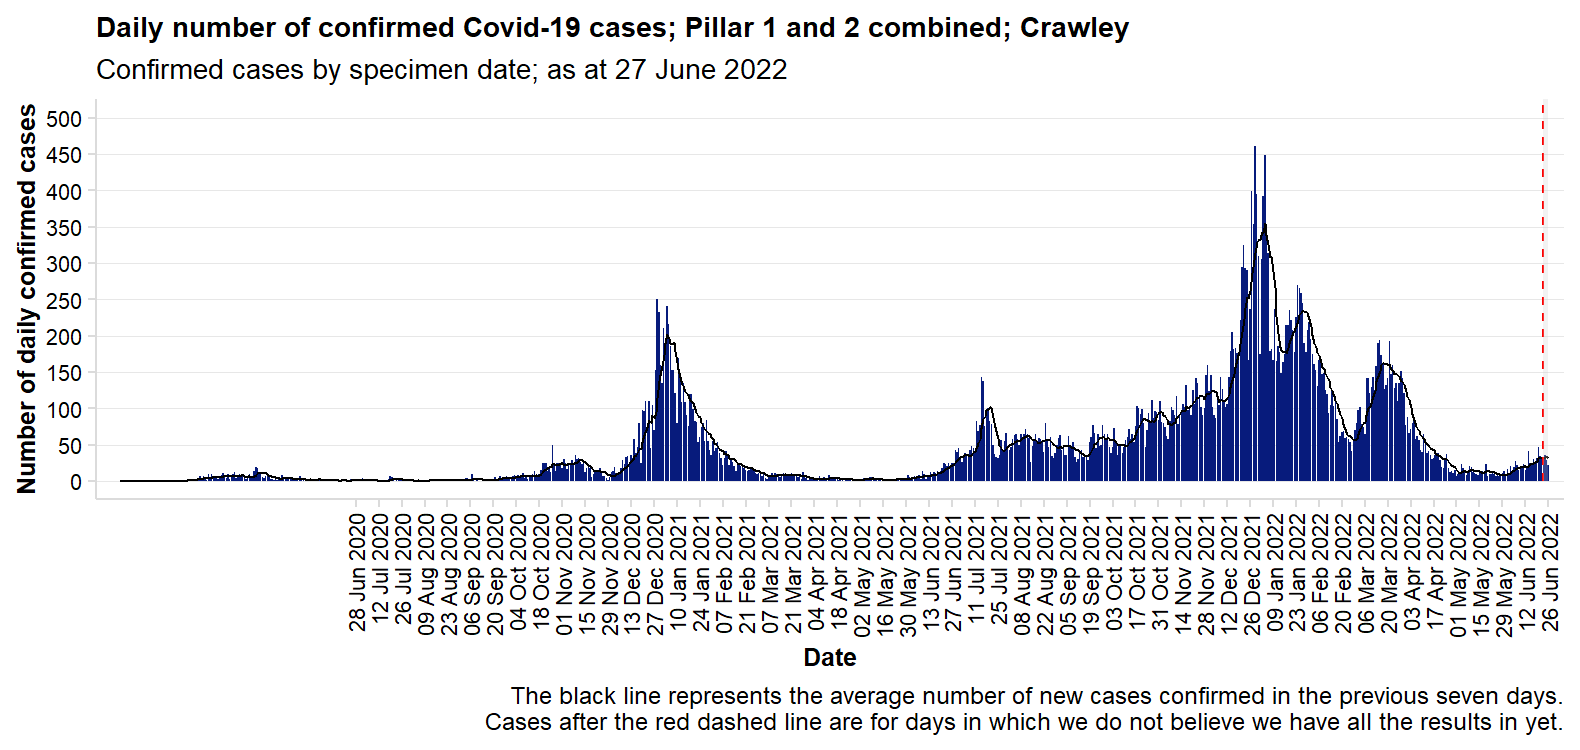 Daily number of confirmed Covid-19 cases; Pillar 1 and 2 combined; Crawley
Confirmed cases by specimen date; as at 27 June 2022
Number of daily confirmed cases
500
450
400
350
300
250
200
150
100
50
0
28 Jun 2020
12 Jul 2020
26 Jul 2020
09 Aug 2020
23 Aug 2020
06 Sep 2020
20 Sep 2020
04 Oct 2020
18 Oct 2020
01 Nov 2020
15 Nov 2020
29 Nov 2020
13 Dec 2020
27 Dec 2020
10 Jan 2021
24 Jan 2021
07 Feb 2021
21 Feb 2021
07 Mar 2021
21 Mar 2021
04 Apr 2021
18 Apr 2021
02 May 2021
16 May 2021
30 May 2021
13 Jun 2021
27 Jun 2021
11 Jul 2021
25 Jul 2021
08 Aug 2021
22 Aug 2021
05 Sep 2021
19 Sep 2021
03 Oct 2021
17 Oct 2021
31 Oct 2021
14 Nov 2021
28 Nov 2021
12 Dec 2021
26 Dec 2021
09 Jan 2022
23 Jan 2022
06 Feb 2022
20 Feb 2022
06 Mar 2022
20 Mar 2022
03 Apr 2022
17 Apr 2022
01 May 2022
15 May 2022
29 May 2022
12 Jun 2022
26 Jun 2022
Date
The black line represents the average number of new cases confirmed in the previous seven days.
Cases after the red dashed line are for days in which we do not believe we have all the results in yet.